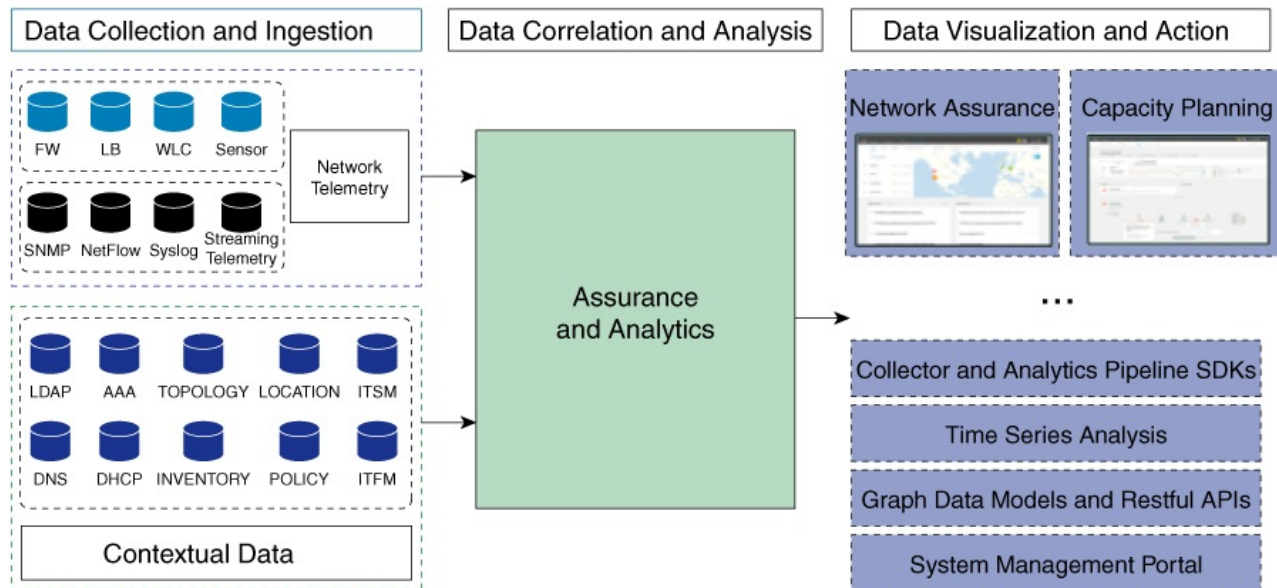 Data Collection and Ingestion
Data Correlation and Analysis
Data Visualization and Action
FW
LB
WLC
Sensor
SNMP
NetFlow
Syslog
Streaming
Telemetry
Network
Telemetry
LDAP
AAA
TOPOLOGY
LOCATION
ITSM
DNS
DHCP
INVENTORY
POLICY
ITFM
Contextual Data
Assurance
and Analytics
Network Assurance
Capacity Planning
...
Collector and Analytics Pipeline SDKs
Time Series Analysis
Graph Data Models and Restful APIs
System Management Portal